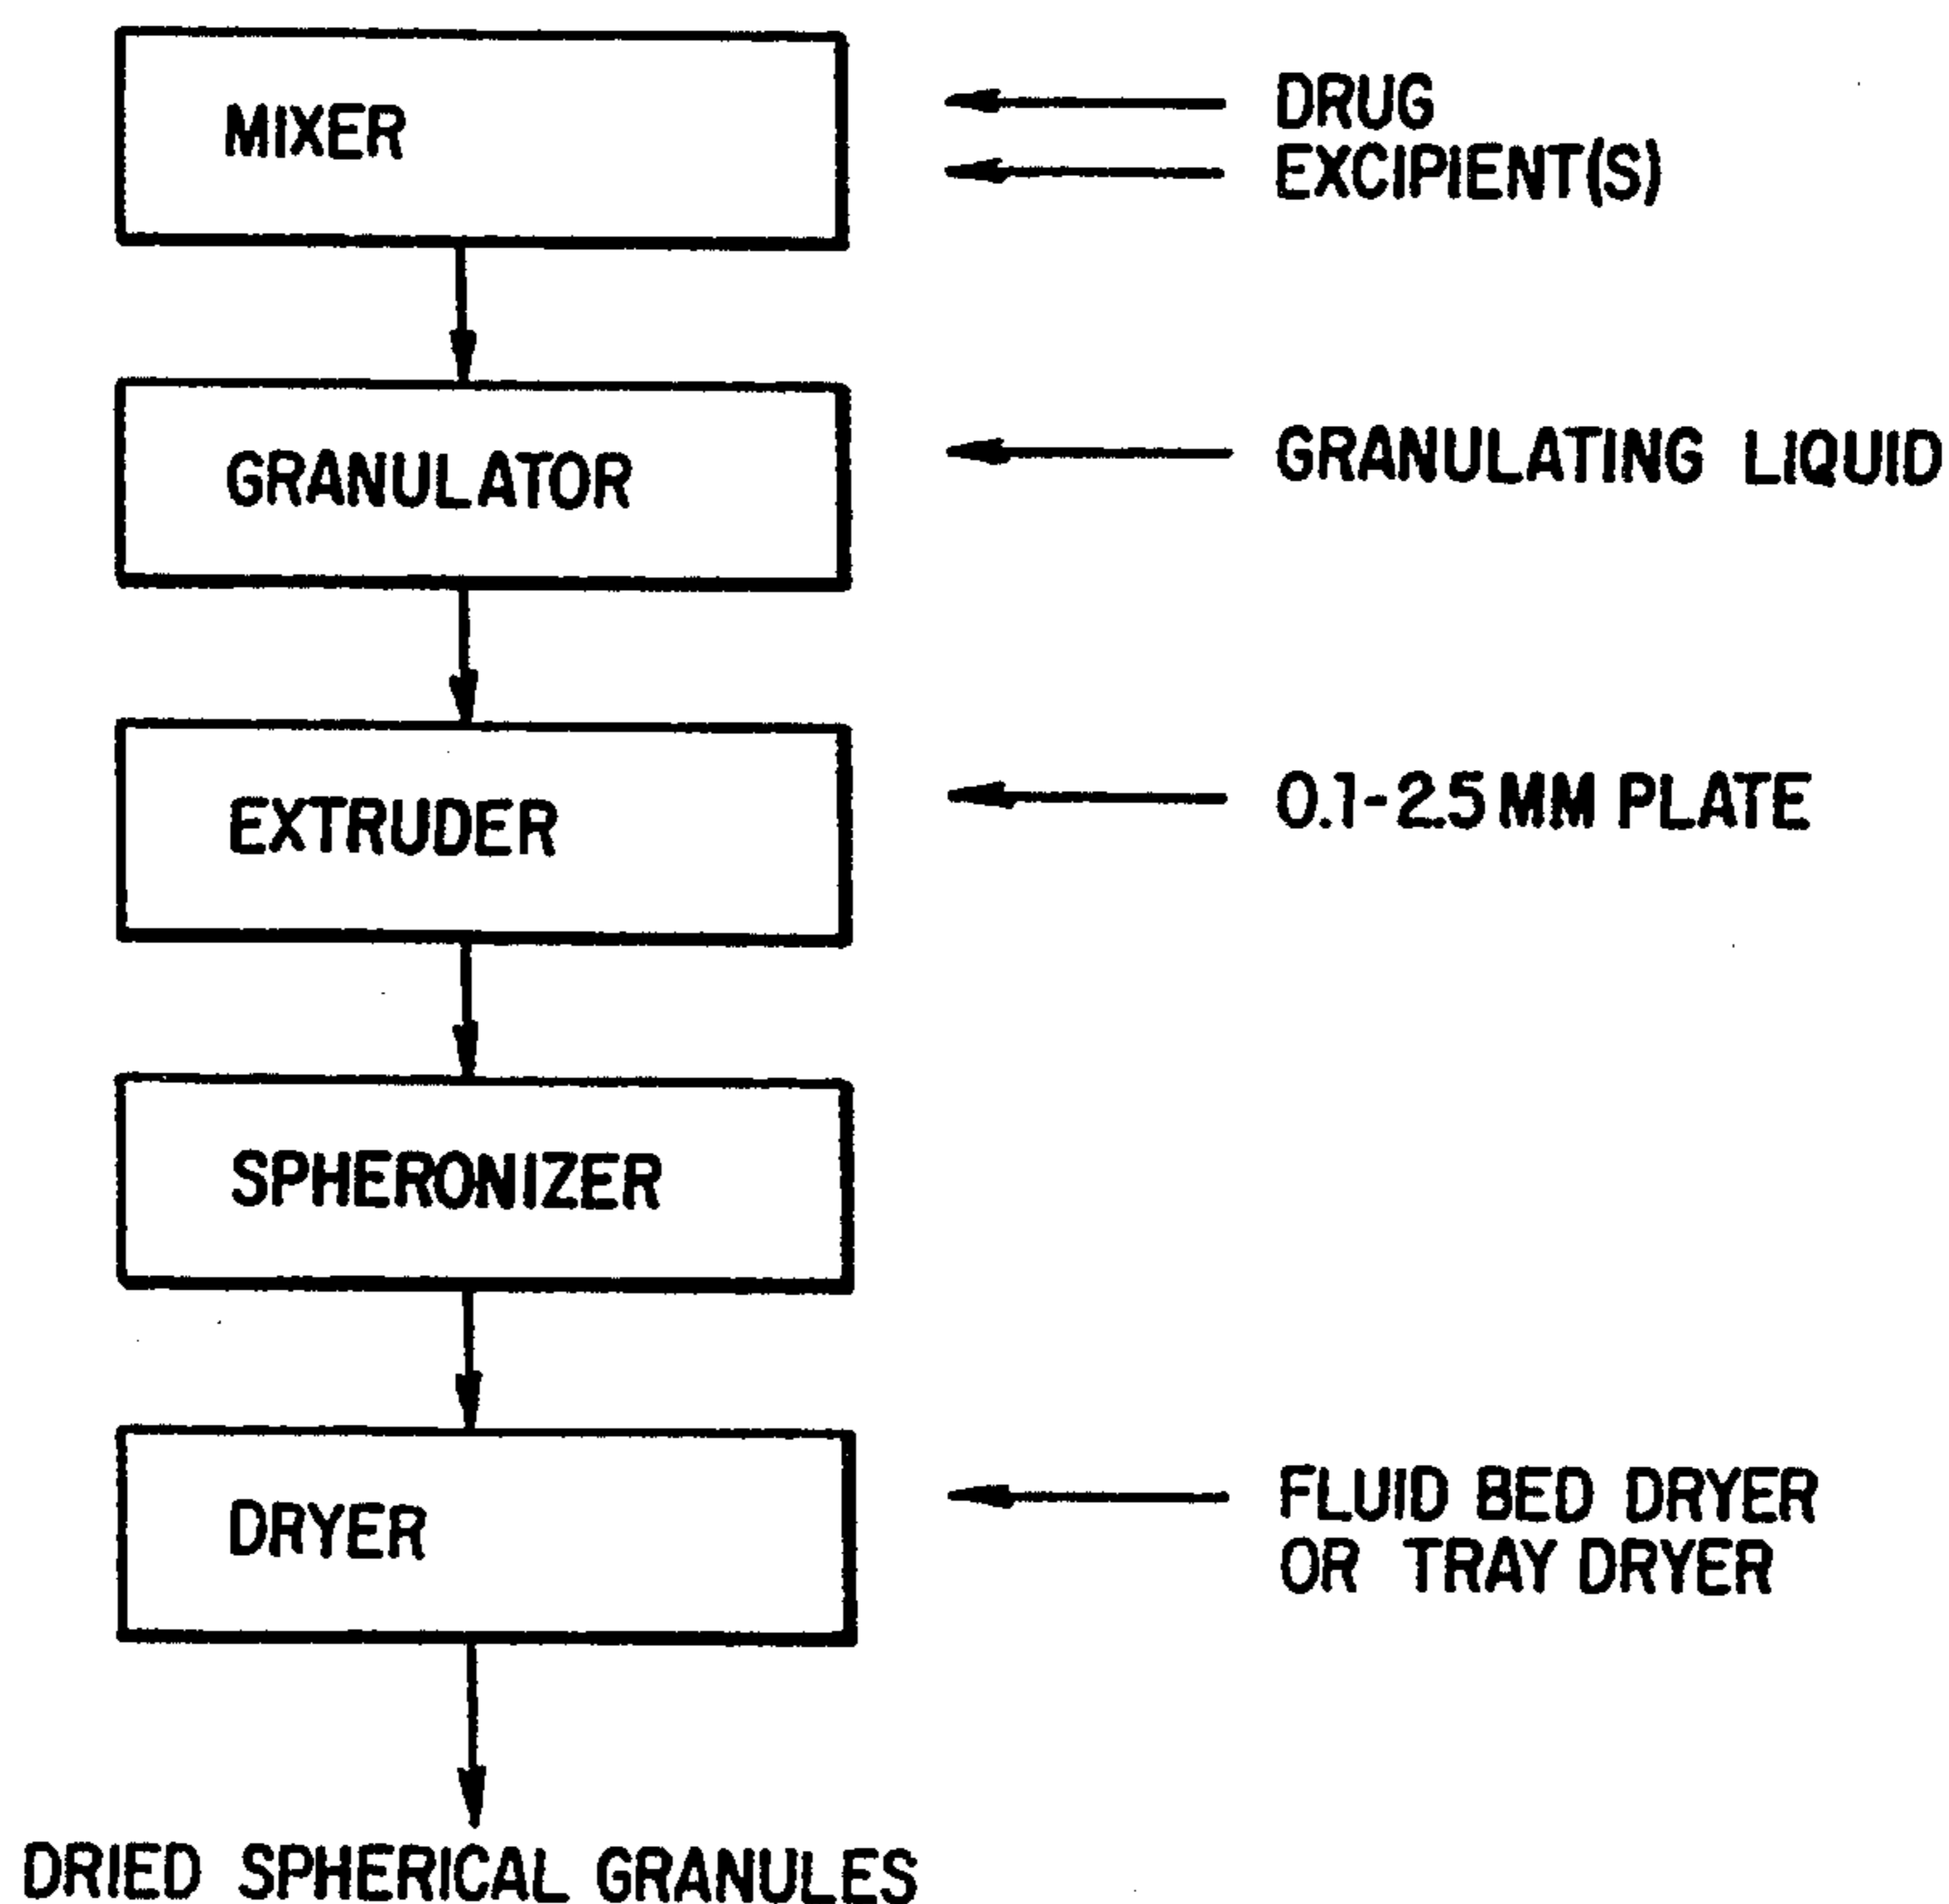 MIXER
DRUG
EXCIPIENT(S)
GRANULATOR
GRANULATING LIQUID
EXTRUDER
0.1-2.5 MM PLATE
SPHERONIZER
DRYER
FLUID BED DRYER
OR TRAY DRYER
DRIED SPHERICAL GRANULES